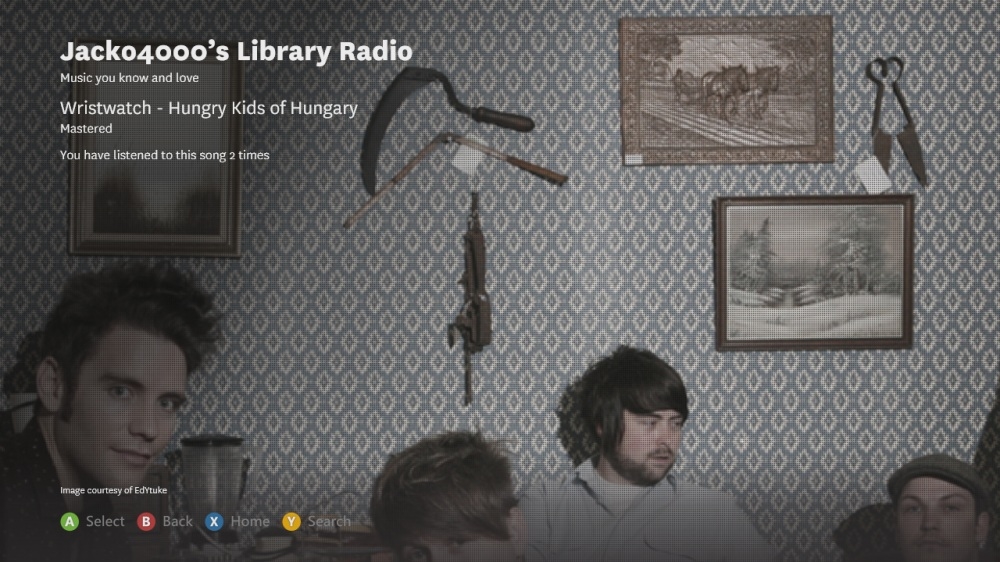 Jack04000's Library Radio
Music you know and love
Wristwatch - Hungry Kids of Hungary
Mastered
You have listened to this song 2 times
Image courtesy of EdYtuke
A Select B Back X Home Y Search